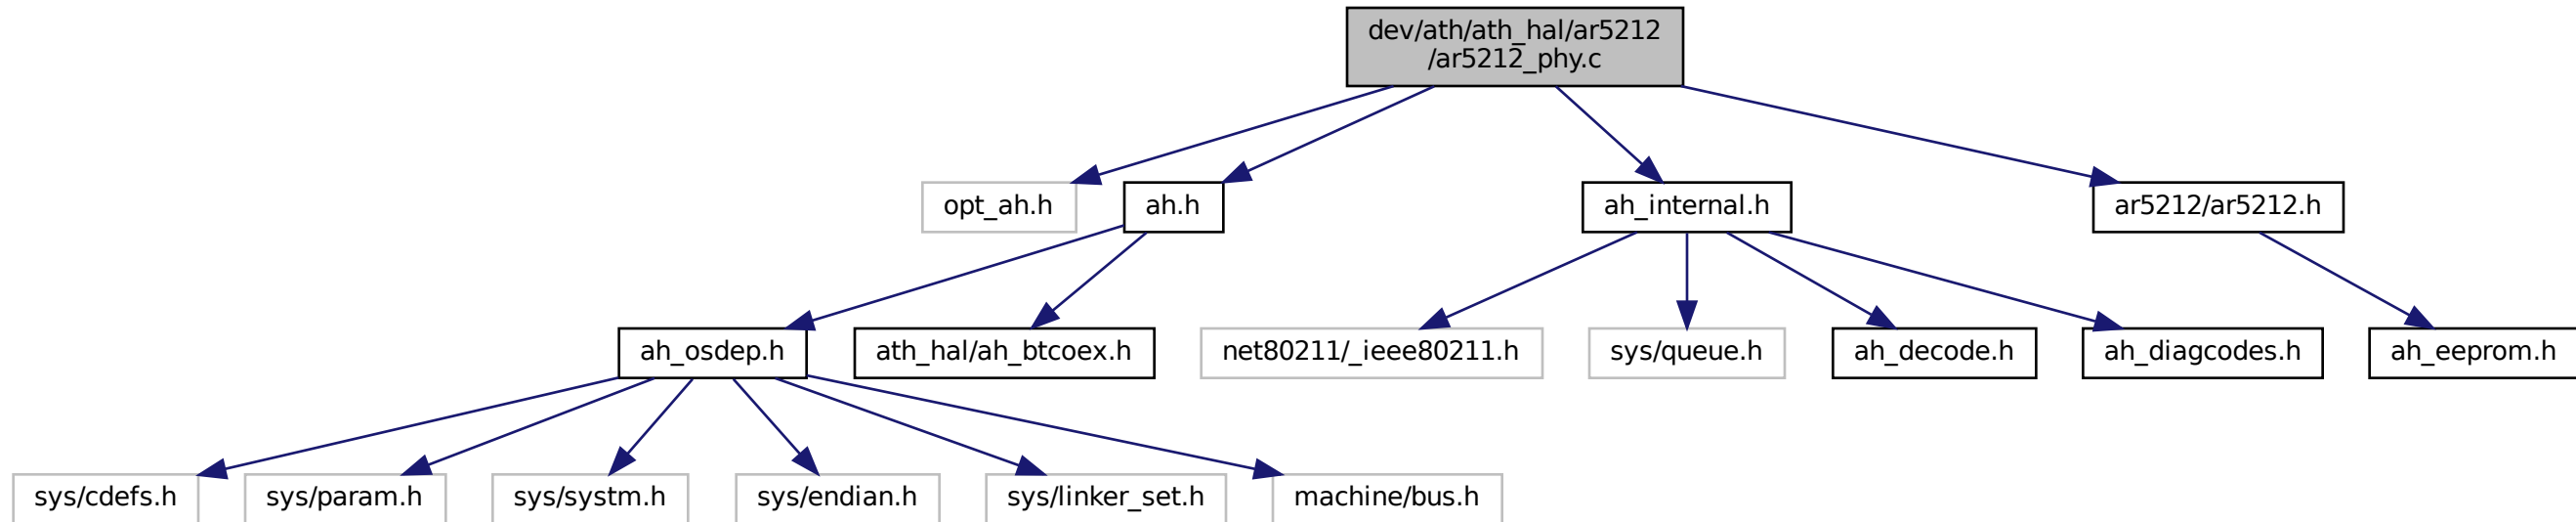 dev/ath/ath_hal/ar5212
/ar5212_phy.c
opt_ah.h
ah.h
ah_internal.h
ar5212/ar5212.h
ah_osdep.h
ath_hal/ah_btcoex.h
net80211/_ieee80211.h
sys/queue.h
ah_decode.h
ah_diagcodes.h
ah_eeprom.h
sys/cdefs.h
sys/param.h
sys/systm.h
sys/endian.h
sys/linker_set.h
machine/bus.h